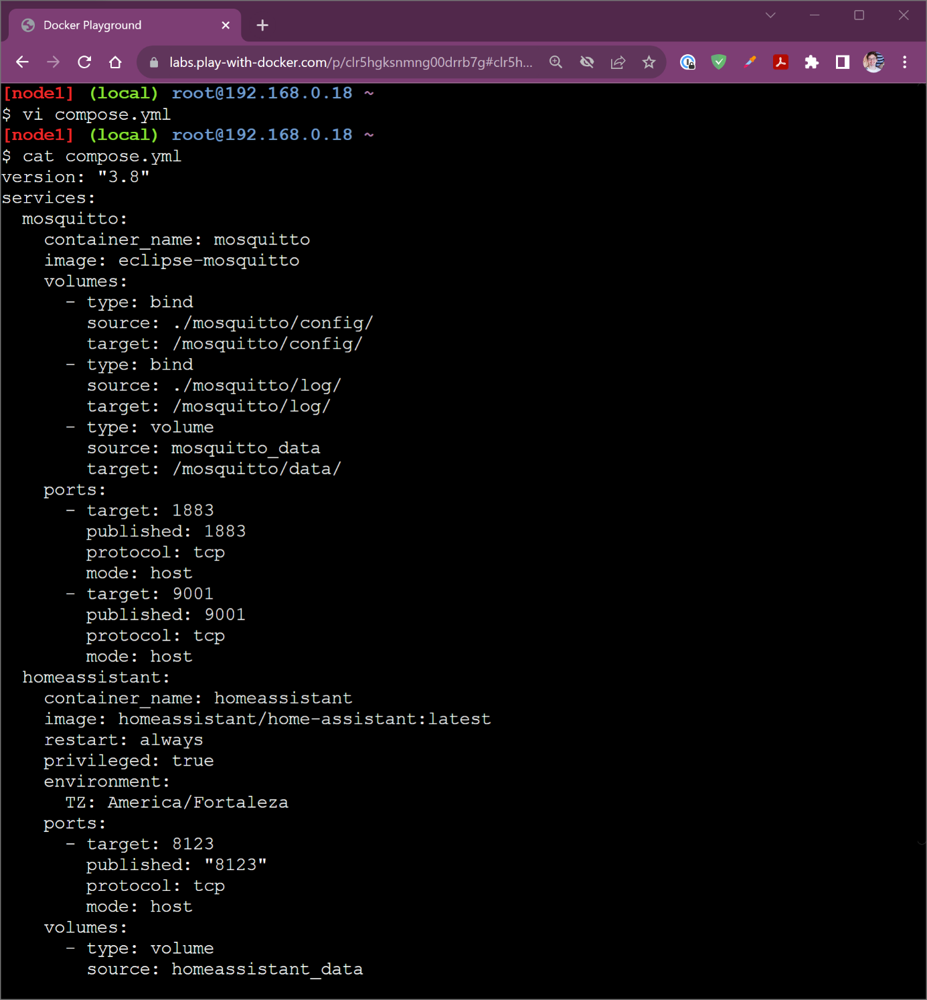 Docker Playground
labs.play-with-docker.com/p/clr5hgksnmng00drrb7g#clr5h...
[node1] (local) root@192.168.0.18 ~
$ vi compose.yml
[node1] (local) root@192.168.0.18 ~
$ cat compose.yml
version: "3.8"
services:
  mosquitto:
    container_name: mosquitto
    image: eclipse-mosquitto
    volumes:
      - type: bind
        source: ./mosquitto/config/
        target: /mosquitto/config/
      - type: bind
        source: ./mosquitto/log/
        target: /mosquitto/log/
      - type: volume
        source: mosquitto_data
        target: /mosquitto/data/
    ports:
      - target: 1883
        published: 1883
        protocol: tcp
        mode: host
      - target: 9001
        published: 9001
        protocol: tcp
        mode: host
  homeassistant:
    container_name: homeassistant
    image: homeassistant/home-assistant:latest
    restart: always
    privileged: true
    environment:
      TZ: America/Fortaleza
    ports:
      - target: 8123
        published: "8123"
        protocol: tcp
        mode: host
    volumes:
      - type: volume
        source: homeassistant_data